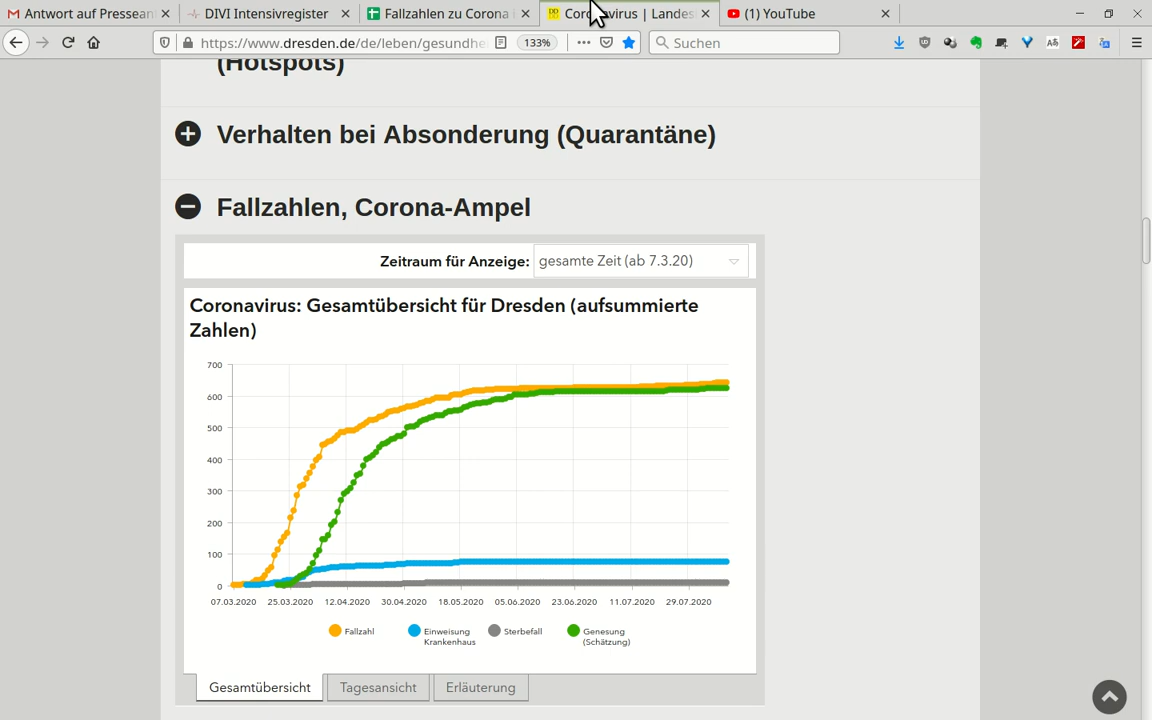 Antwort auf Pressean
DIVI Intensivregister
Fallzahlen zu Corona
Coronavirus | Landes
(1) YouTube
https://www.dresden.de/de/leben/gesundhe
133%
Suchen
(Hotspots)
Verhalten bei Absonderung (Quarantäne)
Fallzahlen, Corona-Ampel
Zeitraum für Anzeige: gesamte Zeit (ab 7.3.20)
Coronavirus: Gesamtübersicht für Dresden (aufsummierte
Zahlen)
700
600
500
400
300
200
100
0
07.03.2020 25.03.2020 12.04.2020 30.04.2020 18.05.2020 05.06.2020 23.06.2020 11.07.2020 29.07.2020
Fallzahl
Einweisung
Krankenhaus
Sterbefall
Genesung
(Schätzung)
Gesamtübersicht Tagesansicht Erläuterung